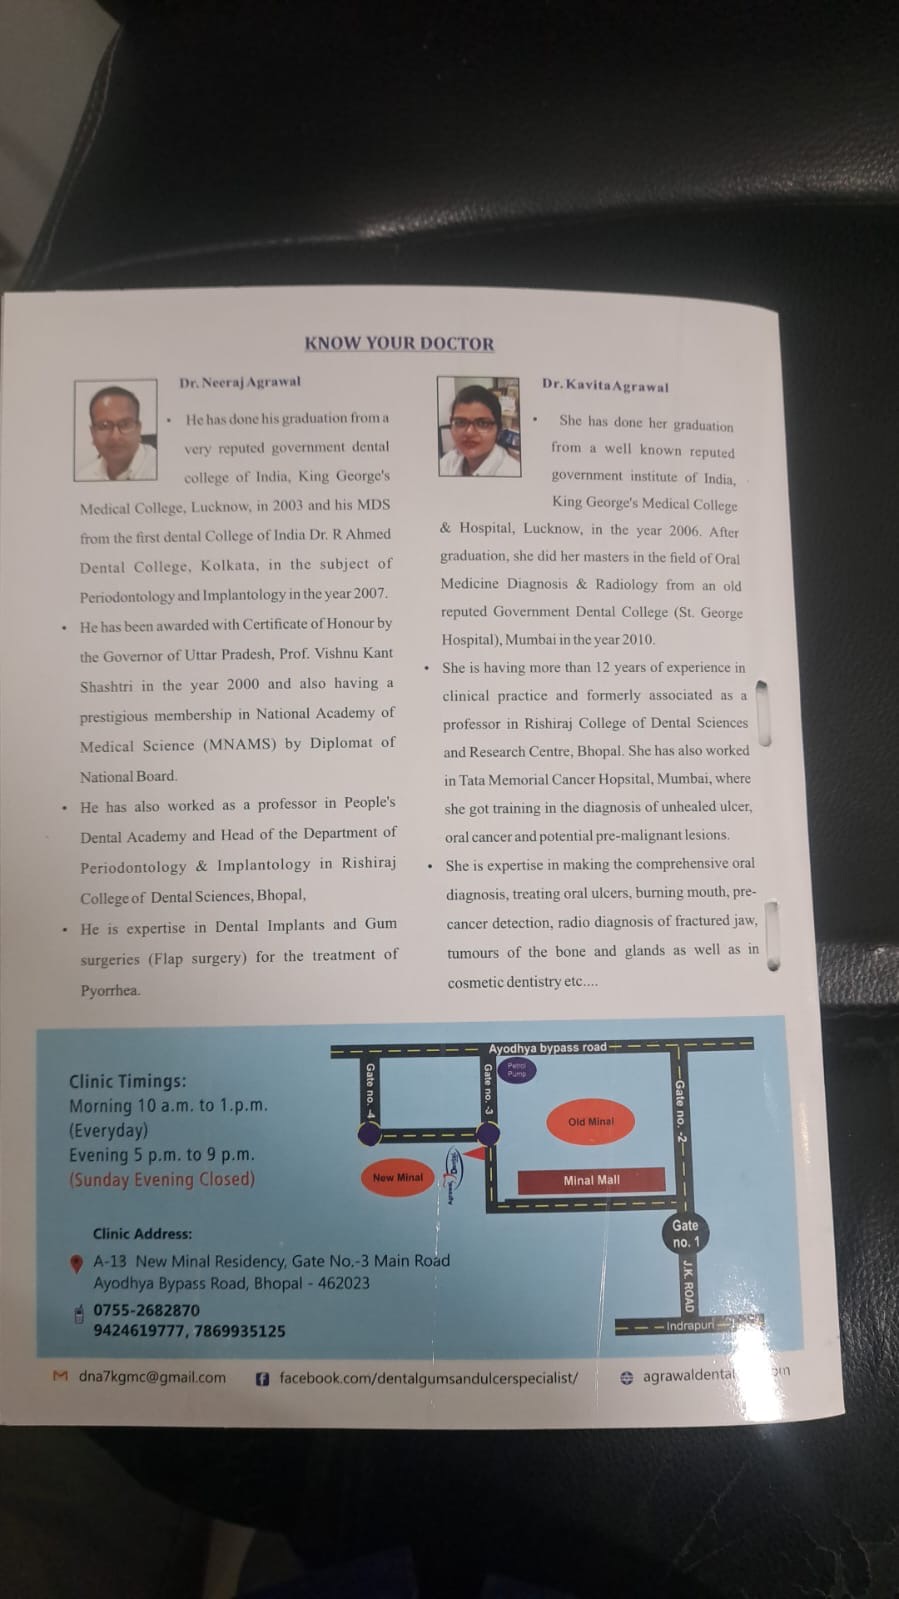 KNOW YOUR DOCTOR
Dr. Neeraj Agrawal
• He has done his graduation from a
very reputed government dental
college of India, King George's
Medical College, Lucknow, in 2003 and his MDS
from the first dental College of India Dr. R Ahmed
Dental College, Kolkata, in the subject of
Periodontology and Implantology in the year 2007.
• He has been awarded with Certificate of Honour by
the Governor of Uttar Pradesh, Prof. Vishnu Kant
Shashtri in the year 2000 and also having a
prestigious membership in National Academy of
Medical Science (MNAMS) by Diplomat of
National Board.
• He has also worked as a professor in People's
Dental Academy and Head of the Department of
Periodontology & Implantology in Rishiraj
College of Dental Sciences, Bhopal,
• He is expertise in Dental Implants and Gum
surgeries (Flap surgery) for the treatment of
Pyorrhea.
Dr. Kavita Agrawal
• She has done her graduation
from a well known reputed
government institute of India,
King George's Medical College
& Hospital, Lucknow, in the year 2006. After
graduation, she did her masters in the field of Oral
Medicine Diagnosis & Radiology from an old
reputed Government Dental College (St. George
Hospital), Mumbai in the year 2010.
• She is having more than 12 years of experience in
clinical practice and formerly associated as a
professor in Rishiraj College of Dental Sciences
and Research Centre, Bhopal. She has also worked
in Tata Memorial Cancer Hopsital, Mumbai, where
she got training in the diagnosis of unhealed ulcer,
oral cancer and potential pre-malignant lesions.
• She is expertise in making the comprehensive oral
diagnosis, treating oral ulcers, burning mouth, pre-
cancer detection, radio diagnosis of fractured jaw,
tumours of the bone and glands as well as in
cosmetic dentistry etc....
Clinic Timings:
Morning 10 a.m. to 1.p.m.
(Everyday)
Evening 5 p.m. to 9 p.m.
(Sunday Evening Closed)
Ayodhya bypass road
Gate no. -4
Gate no. -3
Petrol
Pump
Gate no. -2
Old Minal
New Minal
Minal Mall
Gate
no. 1
J.K. ROAD
Indrapuri
Clinic Address:
A-13 New Minal Residency, Gate No.-3 Main Road
Ayodhya Bypass Road, Bhopal - 462023
0755-2682870
9424619777, 7869935125
dna7kgmc@gmail.com
facebook.com/dentalgumsandulcerspecialist/